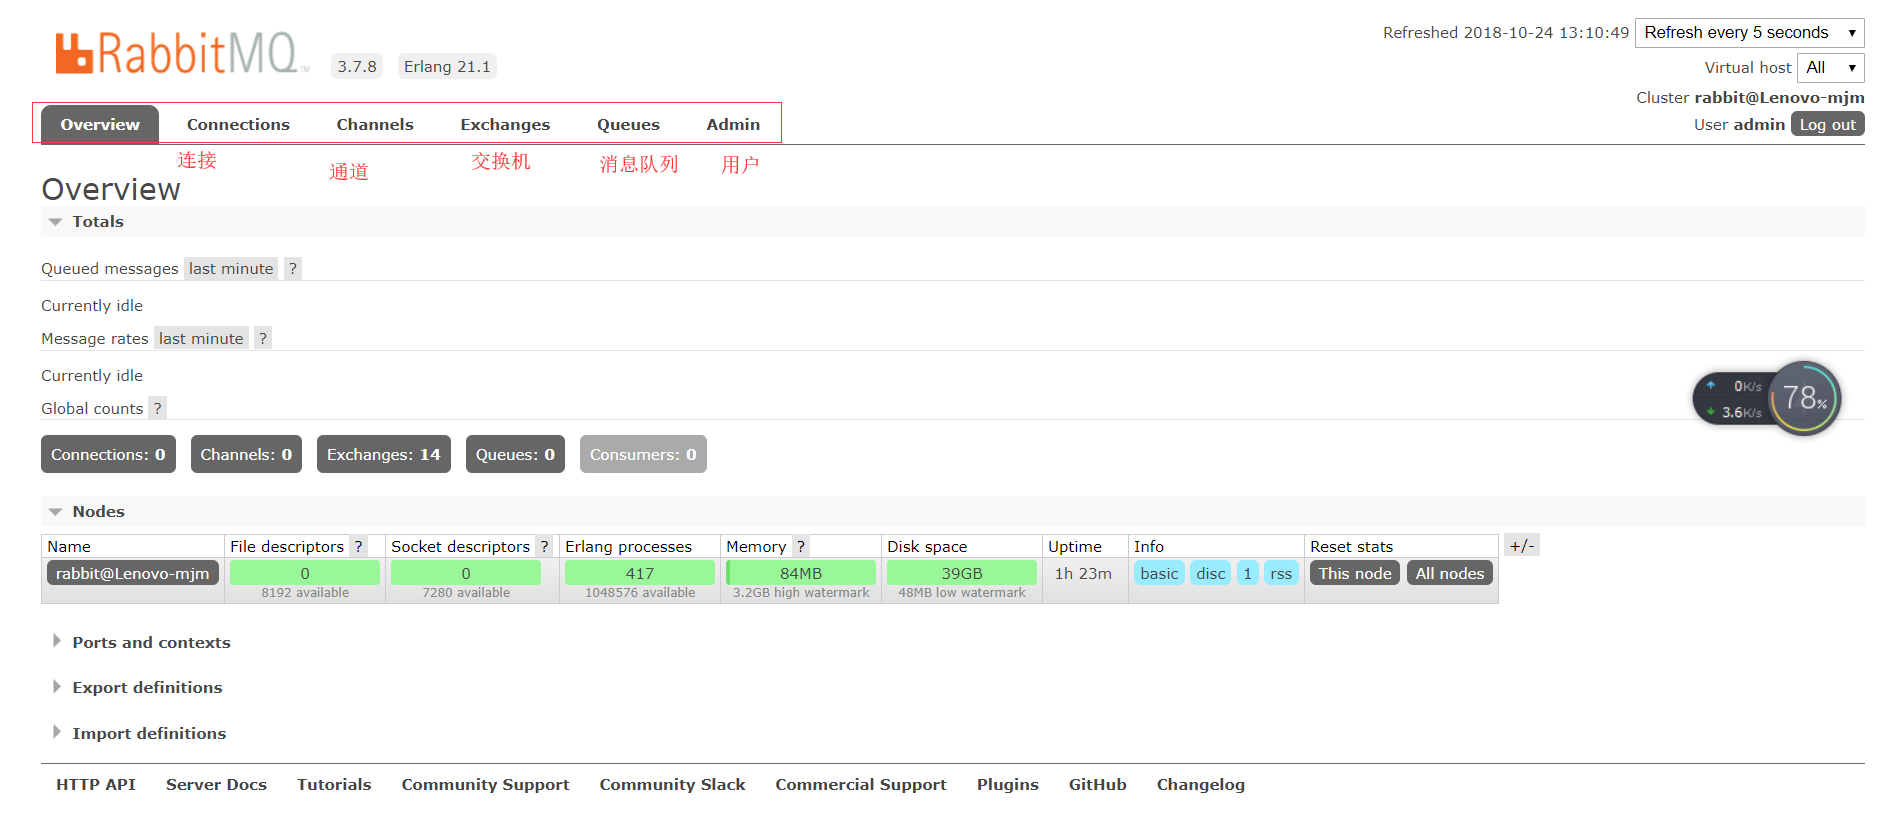 RabbitMQ™ 3.7.8 Erlang 21.1
Refreshed 2018-10-24 13:10:49 Refresh every 5 seconds
Virtual host All
Cluster rabbit@Lenovo-mjm
User admin Log out
Overview Connections Channels Exchanges Queues Admin
连接 通道 交换机 消息队列 用户
Overview
Totals
Queued messages last minute ?
Currently idle
Message rates last minute ?
Currently idle
Global counts ?
0K/s
3.6K/s
78%
Connections: 0 Channels: 0 Exchanges: 14 Queues: 0 Consumers: 0
Nodes
Name File descriptors ? Socket descriptors ? Erlang processes Memory ? Disk space Uptime Info Reset stats +/-
rabbit@Lenovo-mjm 0 0 417 84MB 39GB 1h 23m basic disc 1 rss This node All nodes
8192 available 7280 available 1048576 available 3.2GB high watermark 48MB low watermark
Ports and contexts
Export definitions
Import definitions
HTTP API Server Docs Tutorials Community Support Community Slack Commercial Support Plugins GitHub Changelog